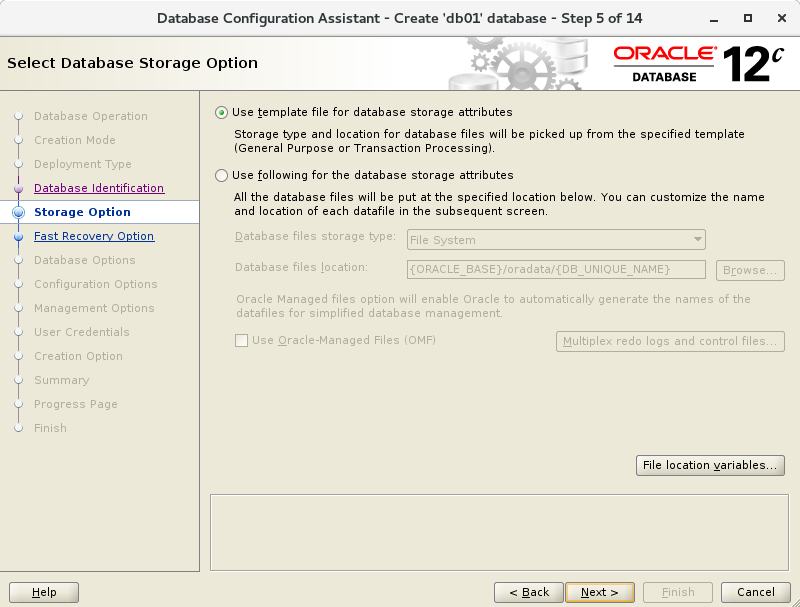 Database Configuration Assistant - Create 'db01' database - Step 5 of 14
Select Database Storage Option
ORACLE
DATABASE
12c
Database Operation
Creation Mode
Deployment Type
Database Identification
Storage Option
Fast Recovery Option
Database Options
Configuration Options
Management Options
User Credentials
Creation Option
Summary
Progress Page
Finish
Use template file for database storage attributes
Storage type and location for database files will be picked up from the specified template
(General Purpose or Transaction Processing).
Use following for the database storage attributes
All the database files will be put at the specified location below. You can customize the name
and location of each datafile in the subsequent screen.
Database files storage type:
File System
Database files location:
{ORACLE_BASE}/oradata/{DB_UNIQUE_NAME}
Browse...
Oracle Managed files option will enable Oracle to automatically generate the names of the
datafiles for simplified database management.
Use Oracle-Managed Files (OMF)
Multiplex redo logs and control files...
File location variables...
Help
< Back
Next >
Finish
Cancel